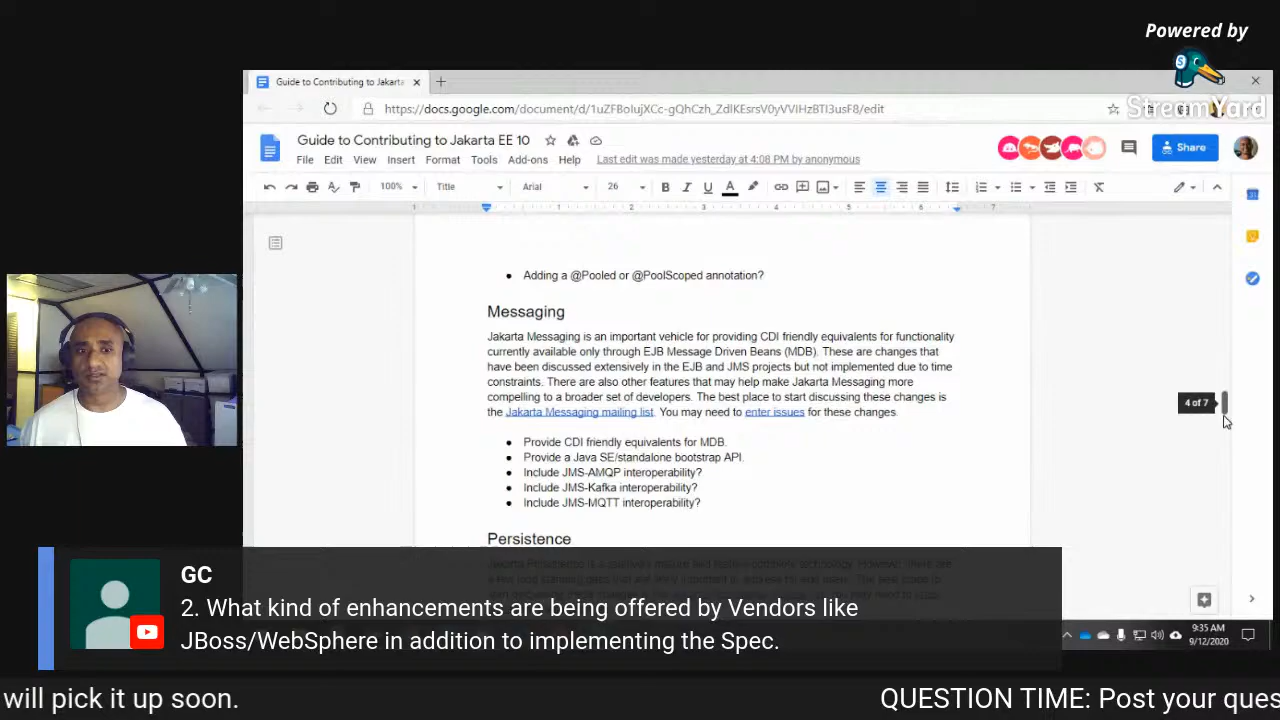 Powered by
StreamYard
Guide to Contributing to Jakarta
https://docs.google.com/document/d/1uZFBoIujXCc-gQhCzh_ZdlKEsrsV0yVVIHzBTI3usF8/edit
Guide to Contributing to Jakarta EE 10
File Edit View Insert Format Tools Add-ons Help Last edit was made yesterday at 4:08 PM by anonymous
Share
100% Title Arial 26 B I U A
1 1 2 3 4 5 6 7
Adding a @Pooled or @PoolScoped annotation?
Messaging
Jakarta Messaging is an important vehicle for providing CDI friendly equivalents for functionality
currently available only through EJB Message Driven Beans (MDB). These are changes that
have been discussed extensively in the EJB and JMS projects but not implemented due to time
constraints. There are also other features that may help make Jakarta Messaging more
compelling to a broader set of developers. The best place to start discussing these changes is
the Jakarta Messaging mailing list. You may need to enter issues for these changes.
4 of 7
Provide CDI friendly equivalents for MDB.
Provide a Java SE/standalone bootstrap API.
Include JMS-AMQP interoperability?
Include JMS-Kafka interoperability?
Include JMS-MQTT interoperability?
Persistence
GC
2. What kind of enhancements are being offered by Vendors like
JBoss/WebSphere in addition to implementing the Spec.
9:35 AM
9/12/2020
will pick it up soon. QUESTION TIME: Post your ques